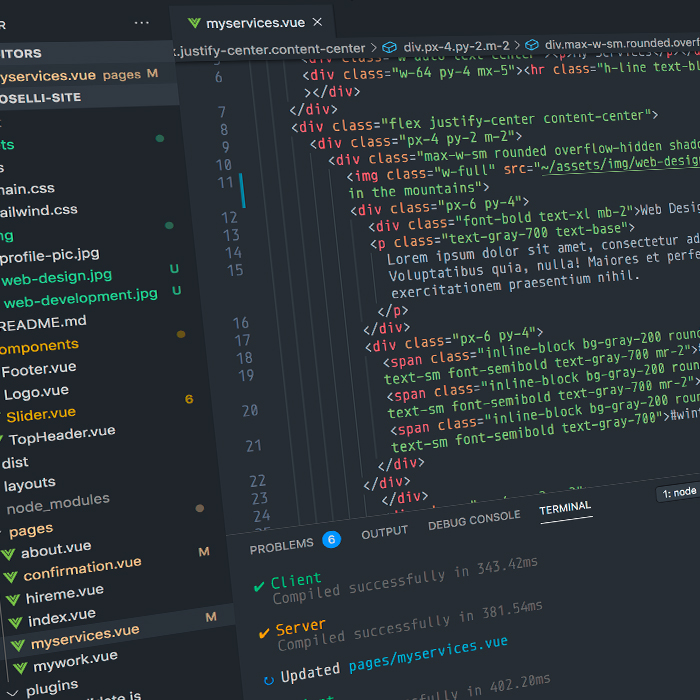 myservices.vue
EDITORS
myservices.vue pages M
OSELLI-SITE
main.css
tailwind.css
profile-pic.jpg
web-design.jpg U
web-development.jpg U
README.md
components
Footer.vue
Logo.vue
Slider.vue 6
TopHeader.vue
dist
layouts
node_modules
pages
about.vue
confirmation.vue M
hireme.vue
index.vue
myservices.vue M
mywork.vue
plugins
.justify-center.content-center > div.px-4.py-2.m-2 > div.max-w-sm.rounded.overf
6 <div class="w-64 py-4 mx-5"><hr class="h-line text-bl
></div>
7 </div>
8 <div class="flex justify-center content-center">
9 <div class="px-4 py-2 m-2">
10 <div class="max-w-sm rounded overflow-hidden shado
11 <img class="w-full" src="~/assets/img/web-desig
in the mountains">
12 <div class="px-6 py-4">
13 <div class="font-bold text-xl mb-2">Web Desig
14 <p class="text-gray-700 text-base">
15 Lorem ipsum dolor sit amet, consectetur ad
Voluptatibus quia, nulla! Maiores et perfe
exercitationem praesentium nihil.
16 </p>
17 </div>
18 <div class="px-6 py-4">
19 <span class="inline-block bg-gray-200 roun
text-sm font-semibold text-gray-700 mr-2">#
20 <span class="inline-block bg-gray-200 roun
text-sm font-semibold text-gray-700 mr-2">
21 <span class="inline-block bg-gray-200 roun
text-sm font-semibold text-gray-700">#wint
22 </div>
23 </div>
24 </div>
PROBLEMS 6 OUTPUT DEBUG CONSOLE TERMINAL 1: node
✔ Client
Compiled successfully in 343.42ms
✔ Server
Compiled successfully in 381.54ms
↻ Updated pages/myservices.vue
successfully in 402.20ms